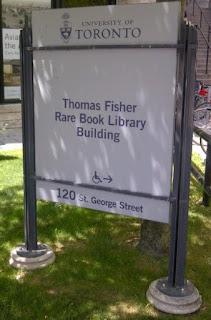 UNIVERSITY OF
TORONTO
Thomas Fisher
Rare Book Library
Building
120 St. George Street